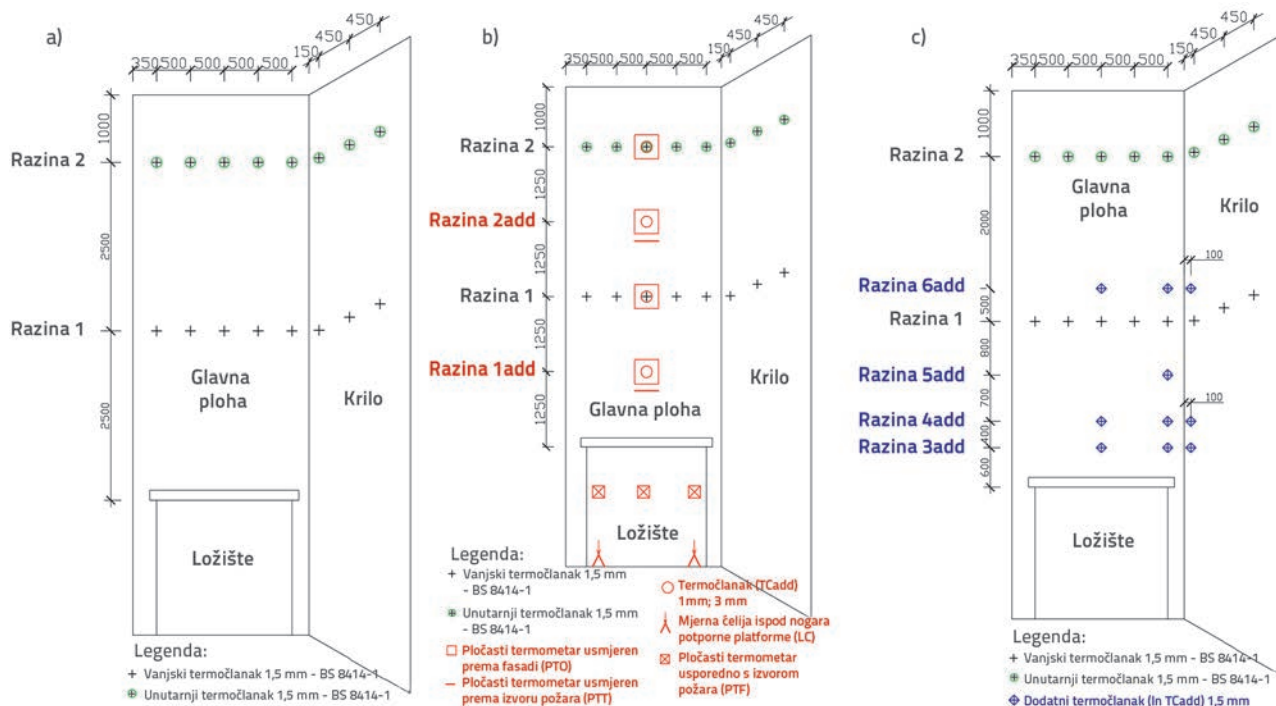 a)
450
450
150
350 500 500 500 500
1000
Razina 2
2500
Razina 1
2500
Glavna
ploha
Krilo
Ložište
Legenda:
Vanjski termočlanak 1,5 mm - BS 8414-1
Unutarnji termočlanak 1,5 mm - BS 8414-1
b)
450
450
150
350 500 500 500 500
1000
Razina 2
1250
Razina 2add
1250
Razina 1
1250
Razina 1add
1250
Glavna ploha
Krilo
Ložište
Legenda:
Vanjski termočlanak 1,5 mm
- BS 8414-1
Unutarnji termočlanak 1,5 mm
- BS 8414-1
Pločasti termometar usmjeren
prema fasadi (PTO)
Pločasti termometar usmjeren
prema izvoru požara (PTT)
Termočlanak (TCadd)
1mm; 3 mm
Mjerna ćelija ispod nogara
potporne platforme (LC)
Pločasti termometar
usporedno s izvorom
požara (PTF)
c)
450
450
150
350 500 500 500 500
1000
Razina 2
Glavna
ploha
Krilo
2000
100
Razina 6add
500
Razina 1
800
Razina 5add
700
100
Razina 4add
400
Razina 3add
600
Ložište
Legenda:
Vanjski termočlanak 1,5 mm - BS 8414-1
Unutarnji termočlanak 1,5 mm - BS 8414-1
Dodatni termočlanak (In TCadd) 1,5 mm